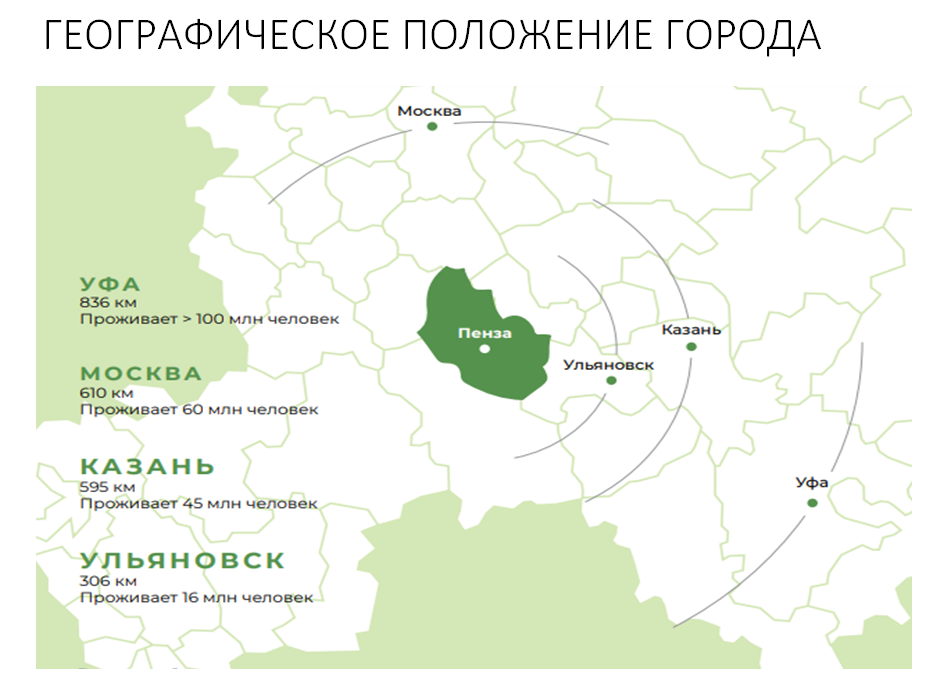 ГЕОГРАФИЧЕСКОЕ ПОЛОЖЕНИЕ ГОРОДА
Москва
УФА
836 км
Проживает > 100 млн человек
Пенза
Казань
Ульяновск
МОСКВА
610 км
Проживает 60 млн человек
КАЗАНЬ
595 км
Проживает 45 млн человек
Уфа
УЛЬЯНОВСК
306 км
Проживает 16 млн человек